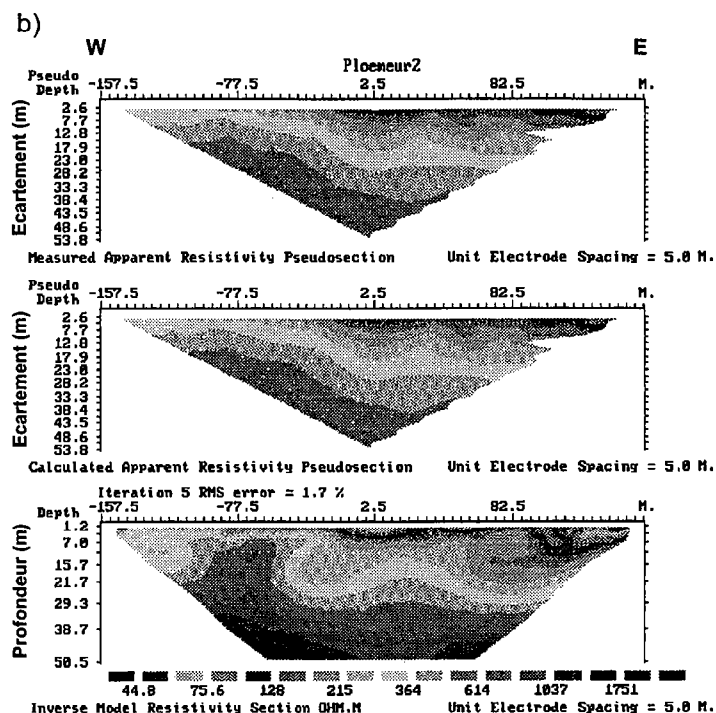 b)
W E
Ploemeur2
Pseudo Depth -157.5 -77.5 2.5 82.5 M.
Ecartement (m)
2.6
7.7
12.8
17.9
23.0
28.2
33.3
38.4
43.5
48.6
53.8
Measured Apparent Resistivity Pseudosection Unit Electrode Spacing = 5.0 M.
Pseudo Depth -157.5 -77.5 2.5 82.5 M.
Ecartement (m)
2.6
7.7
12.8
17.9
23.0
28.2
33.3
38.4
43.5
48.6
53.8
Calculated Apparent Resistivity Pseudosection Unit Electrode Spacing = 5.0 M.
Iteration 5 RMS error = 1.7 %
Depth -157.5 -77.5 2.5 82.5 M.
Profondeur (m)
1.2
7.0
15.7
21.7
29.3
38.7
50.5
44.8 75.6 128 215 364 614 1037 1751
Inverse Model Resistivity Section OHM.M Unit Electrode Spacing = 5.0 M.